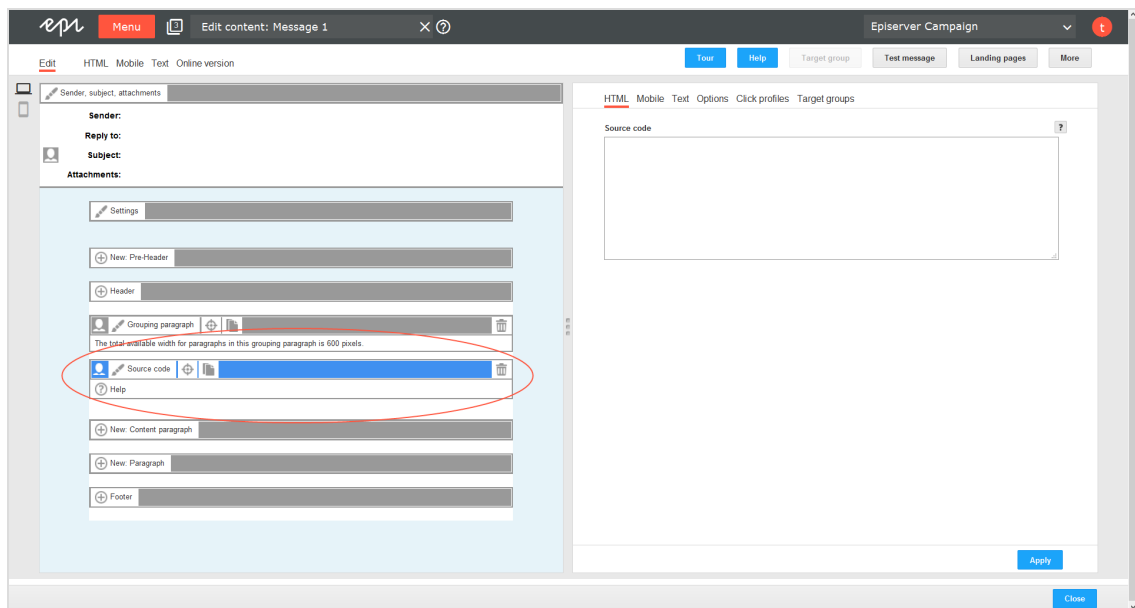 epi Menu 3 Edit content: Message 1 Episerver Campaign t
Edit HTML Mobile Text Online version Tour Help Target group Test message Landing pages More
Sender, subject, attachments
Sender:
Reply to:
Subject:
Attachments:
Settings
New: Pre-Header
Header
Grouping paragraph
The total available width for paragraphs in this grouping paragraph is 600 pixels.
Source code
? Help
New: Content paragraph
New: Paragraph
Footer
HTML Mobile Text Options Click profiles Target groups
Source code ?
Apply
Close